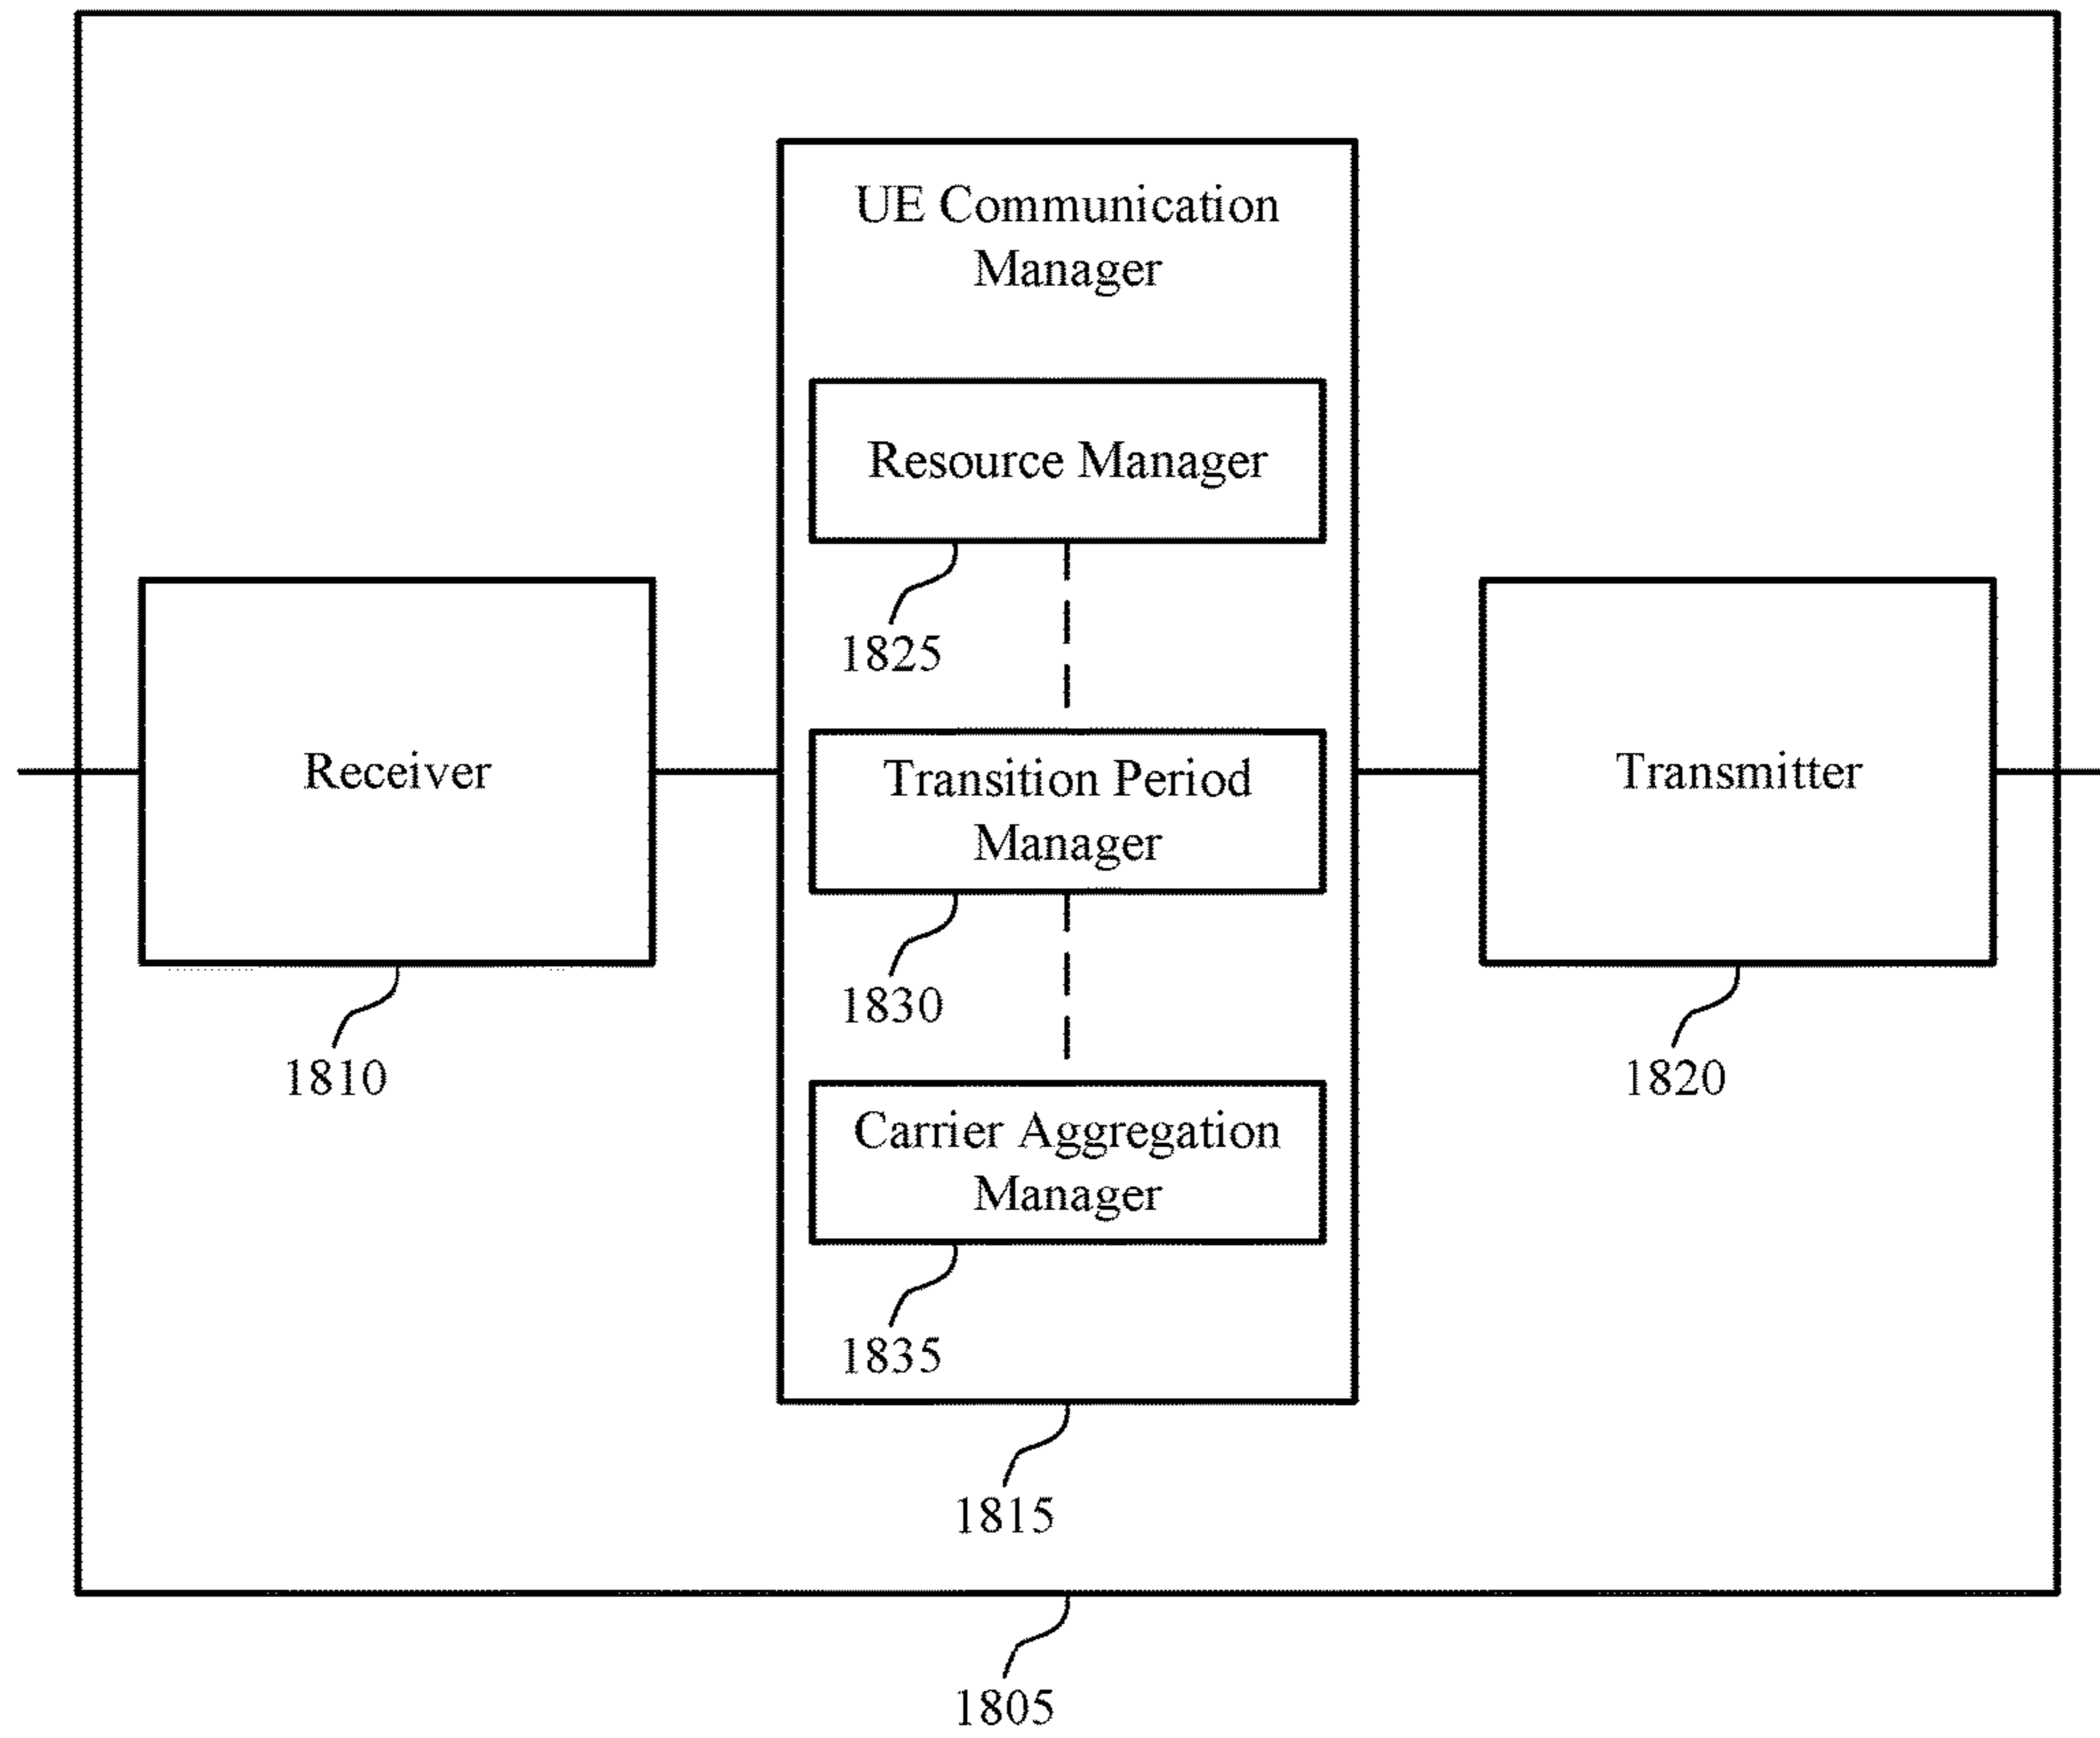 UE Communication
Manager
Resource Manager
1825
Receiver
Transition Period
Manager
Transmitter
1830
1810
1820
Carrier Aggregation
Manager
1835
1815
1805